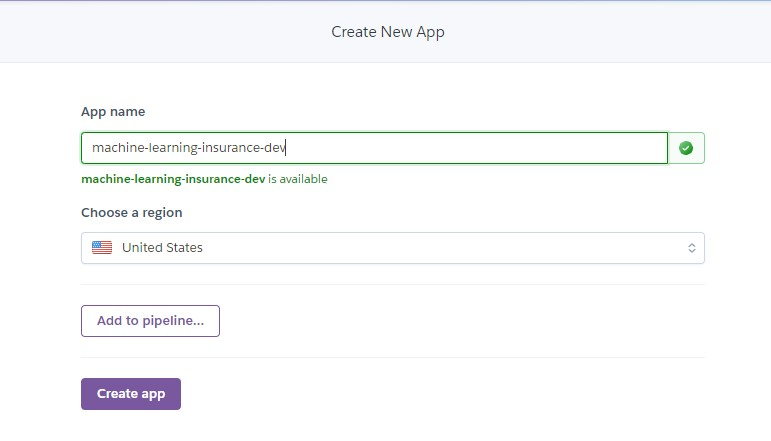 Create New App
App name
machine-learning-insurance-dev
machine-learning-insurance-dev is available
Choose a region
United States
Add to pipeline...
Create app